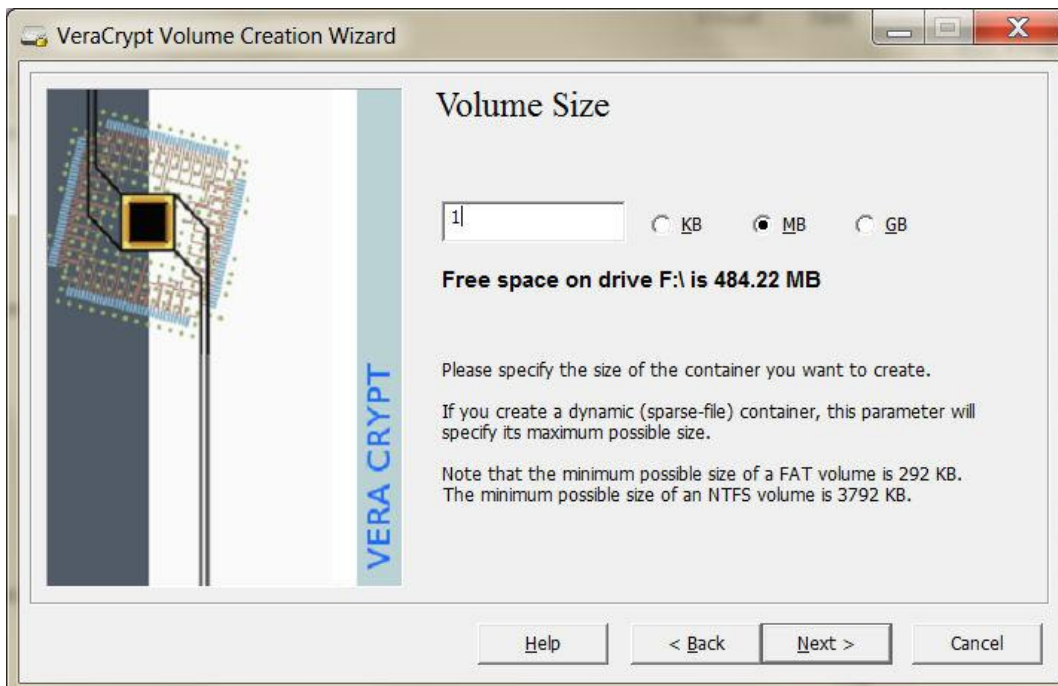 VeraCrypt Volume Creation Wizard
Volume Size
1
KB
MB
GB
Free space on drive F:\ is 484.22 MB
Please specify the size of the container you want to create.
If you create a dynamic (sparse-file) container, this parameter will
specify its maximum possible size.
Note that the minimum possible size of a FAT volume is 292 KB.
The minimum possible size of an NTFS volume is 3792 KB.
VERA CRYPT
Help
< Back
Next >
Cancel